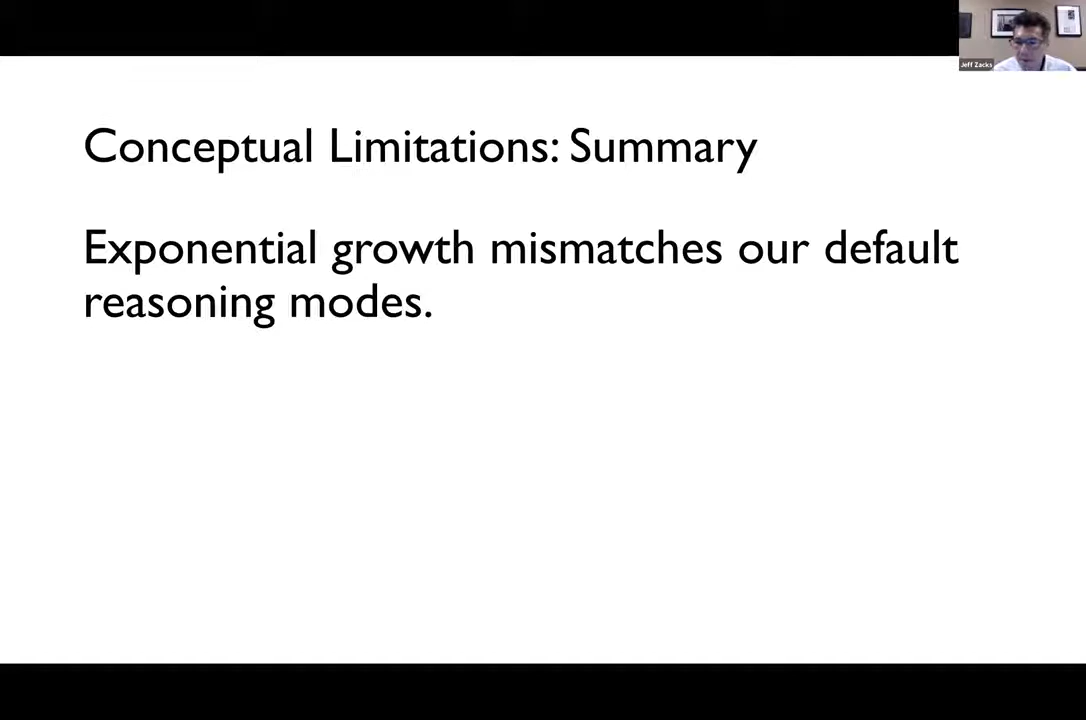 Jeff Zacks
Conceptual Limitations: Summary
Exponential growth mismatches our default
reasoning modes.